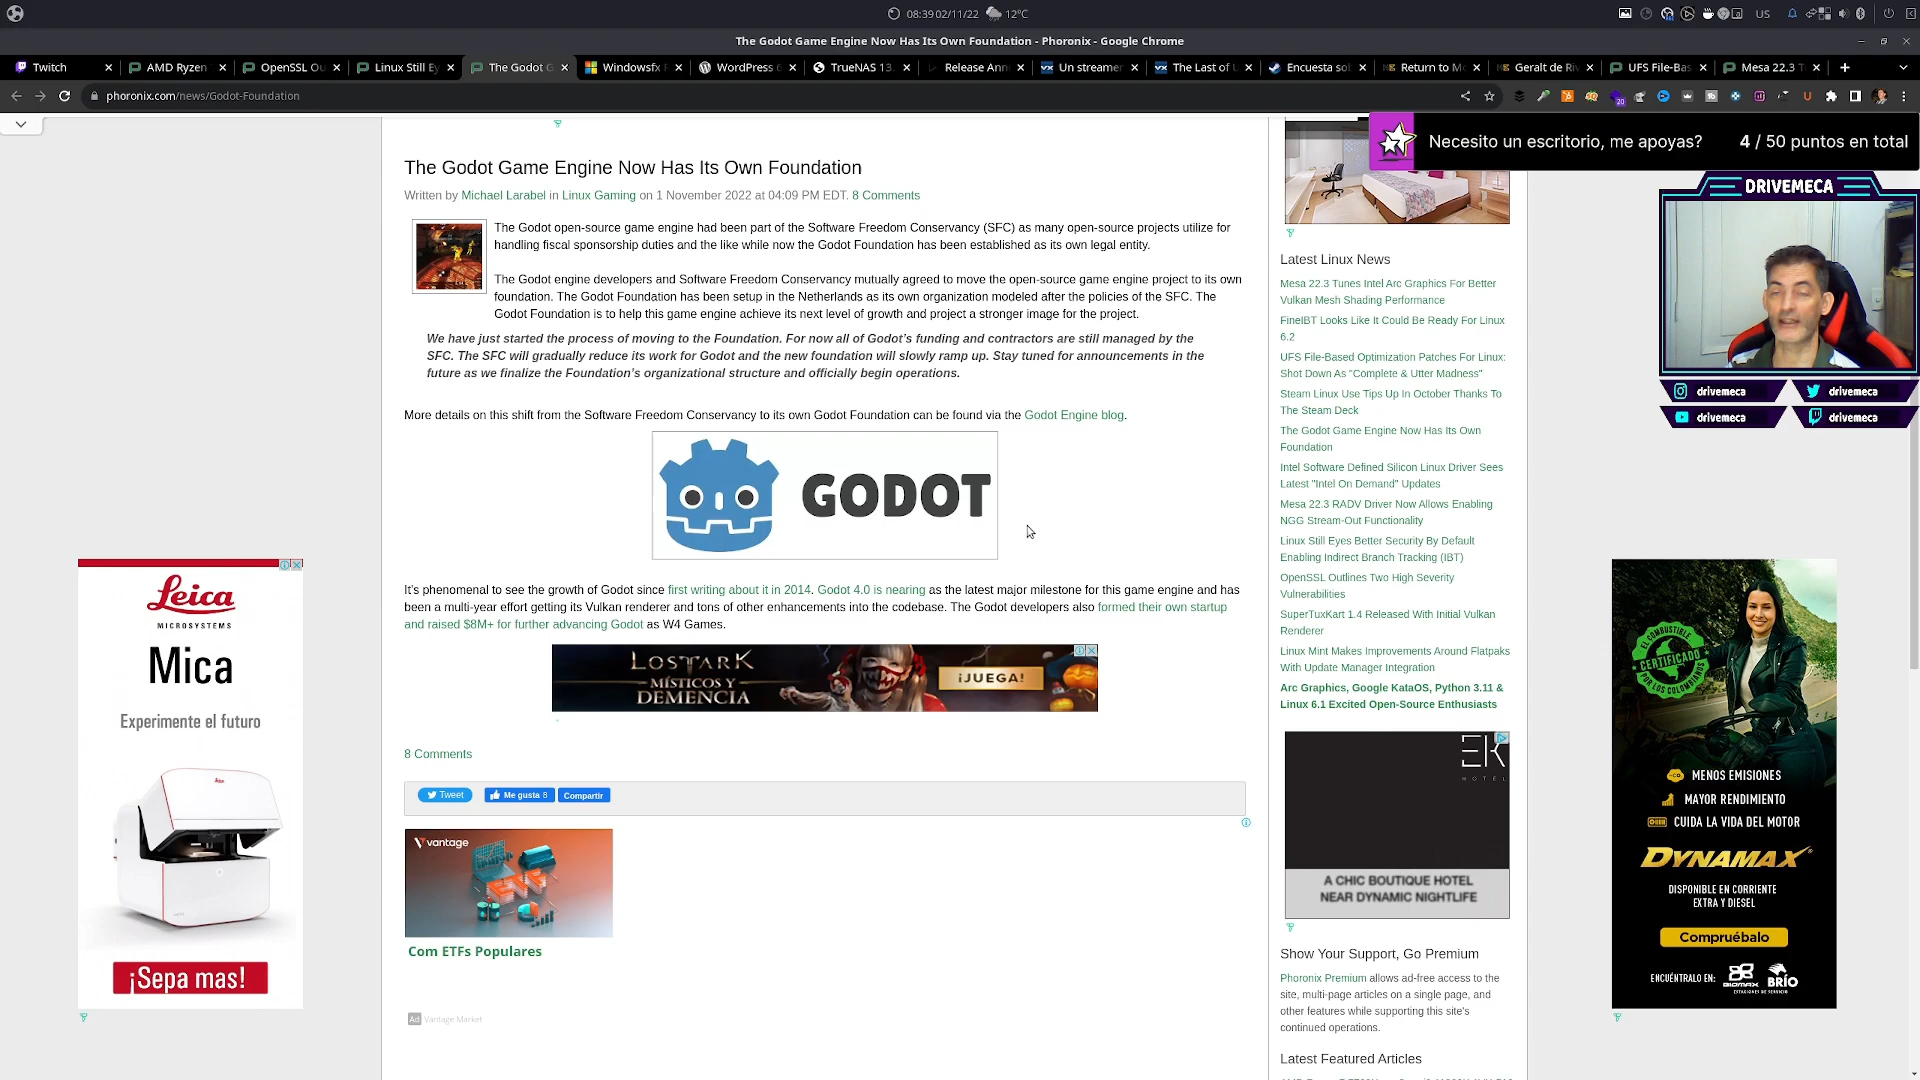 08:39 02/11/22 12°C
US
The Godot Game Engine Now Has Its Own Foundation - Phoronix - Google Chrome
Twitch
AMD Ryzen
OpenSSL Ou
Linux Still Ey
The Godot G
Windowsfx
WordPress 6
TrueNAS 13.
Release Ann
Un streamer
The Last of U
Encuesta sob
Return to Mo
Geralt de Riv
UFS File-Bas
Mesa 22.3 T
phoronix.com/news/Godot-Foundation
20
Necesito un escritorio, me apoyas? 4 / 50 puntos en total
DRIVEMECA
drivemeca
drivemeca
drivemeca
drivemeca
The Godot Game Engine Now Has Its Own Foundation
Written by Michael Larabel in Linux Gaming on 1 November 2022 at 04:09 PM EDT. 8 Comments
The Godot open-source game engine had been part of the Software Freedom Conservancy (SFC) as many open-source projects utilize for
handling fiscal sponsorship duties and the like while now the Godot Foundation has been established as its own legal entity.
The Godot engine developers and Software Freedom Conservancy mutually agreed to move the open-source game engine project to its own
foundation. The Godot Foundation has been setup in the Netherlands as its own organization modeled after the policies of the SFC. The
Godot Foundation is to help this game engine achieve its next level of growth and project a stronger image for the project.
We have just started the process of moving to the Foundation. For now all of Godot's funding and contractors are still managed by the
SFC. The SFC will gradually reduce its work for Godot and the new foundation will slowly ramp up. Stay tuned for announcements in the
future as we finalize the Foundation's organizational structure and officially begin operations.
More details on this shift from the Software Freedom Conservancy to its own Godot Foundation can be found via the Godot Engine blog.
GODOT
It's phenomenal to see the growth of Godot since first writing about it in 2014. Godot 4.0 is nearing as the latest major milestone for this game engine and has
been a multi-year effort getting its Vulkan renderer and tons of other enhancements into the codebase. The Godot developers also formed their own startup
and raised $8M+ for further advancing Godot as W4 Games.
LOST ARK
MÍSTICOS Y
DEMENCIA
¡JUEGA!
8 Comments
Tweet
Me gusta 8
Compartir
vantage
Com ETFs Populares
Ad Vantage Market
Leica
MICROSYSTEMS
Mica
Experimente el futuro
¡Sepa mas!
Latest Linux News
Mesa 22.3 Tunes Intel Arc Graphics For Better
Vulkan Mesh Shading Performance
FineIBT Looks Like It Could Be Ready For Linux
6.2
UFS File-Based Optimization Patches For Linux:
Shot Down As "Complete & Utter Madness"
Steam Linux Use Tips Up In October Thanks To
The Steam Deck
The Godot Game Engine Now Has Its Own
Foundation
Intel Software Defined Silicon Linux Driver Sees
Latest "Intel On Demand" Updates
Mesa 22.3 RADV Driver Now Allows Enabling
NGG Stream-Out Functionality
Linux Still Eyes Better Security By Default
Enabling Indirect Branch Tracking (IBT)
OpenSSL Outlines Two High Severity
Vulnerabilities
SuperTuxKart 1.4 Released With Initial Vulkan
Renderer
Linux Mint Makes Improvements Around Flatpaks
With Update Manager Integration
Arc Graphics, Google KataOS, Python 3.11 &
Linux 6.1 Excited Open-Source Enthusiasts
EK
HOTEL
A CHIC BOUTIQUE HOTEL
NEAR DYNAMIC NIGHTLIFE
Show Your Support, Go Premium
Phoronix Premium allows ad-free access to the
site, multi-page articles on a single page, and
other features while supporting this site's
continued operations.
Latest Featured Articles
EL COMBUSTIBLE
CERTIFICADO
POR LOS COLOMBIANOS
MENOS EMISIONES
MAYOR RENDIMIENTO
CUIDA LA VIDA DEL MOTOR
DYNAMAX
DISPONIBLE EN CORRIENTE
EXTRA Y DIESEL
Compruébalo
ENCUÉNTRALO EN:
BIOMAX
BRIO
ESTACIONES DE SERVICIO